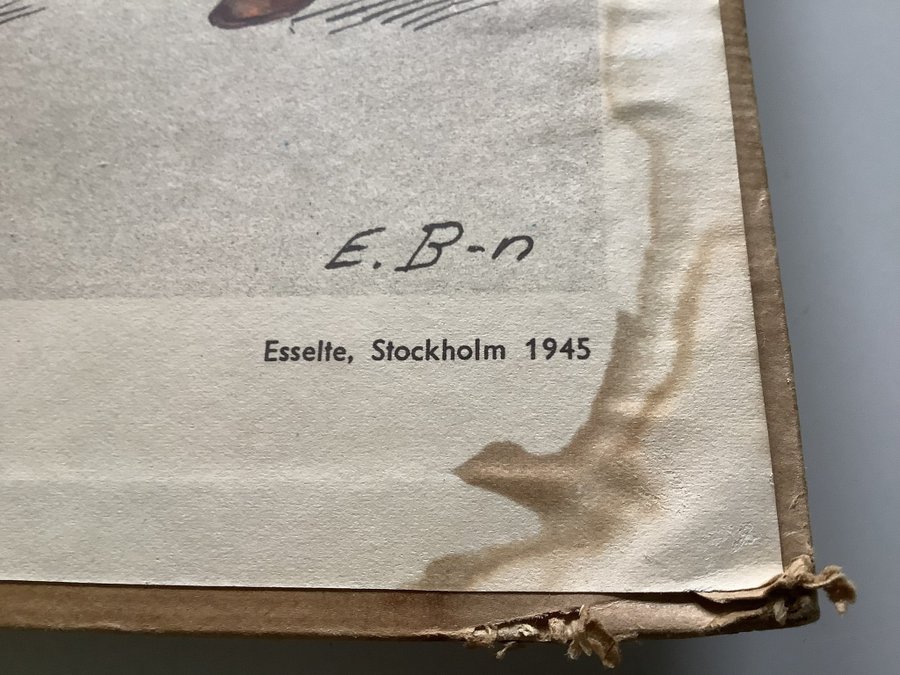 E. B-n
Esselte, Stockholm 1945